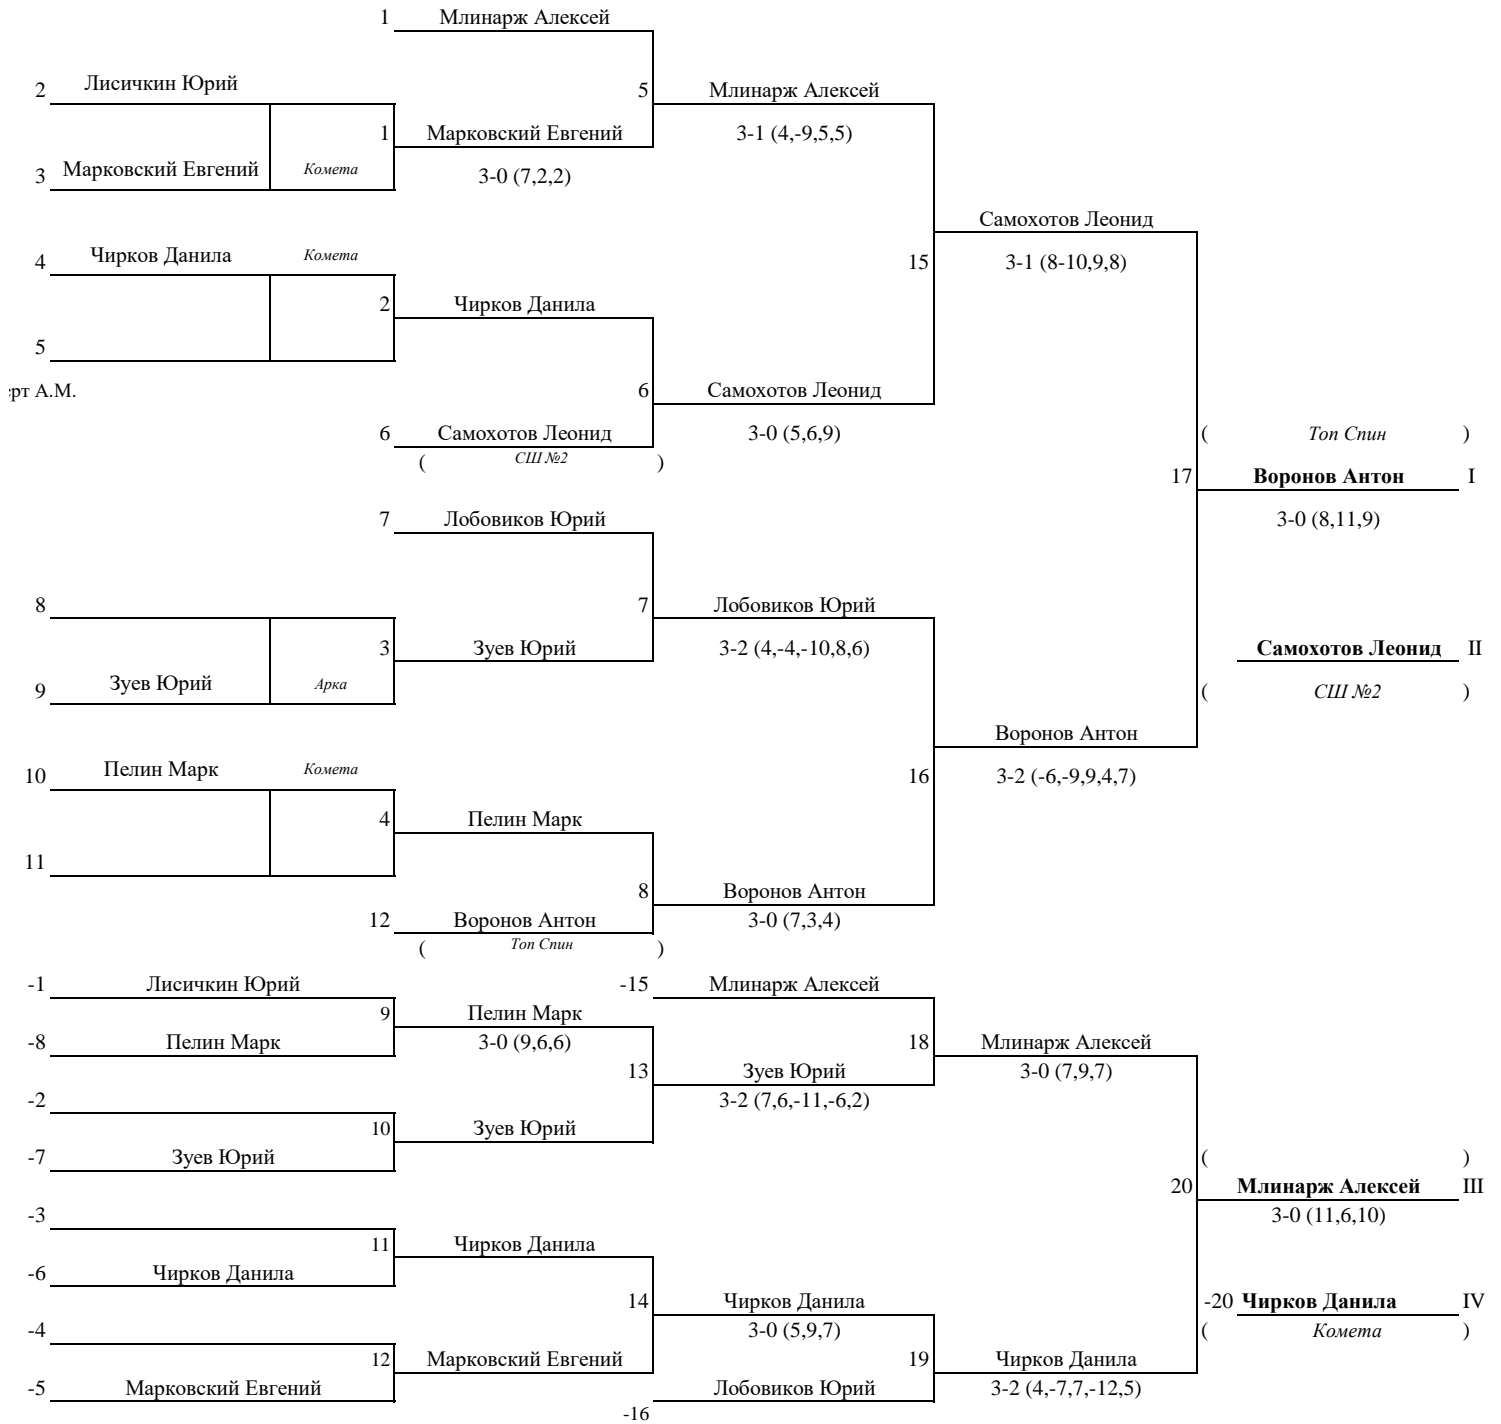 1 Млинарж Алексей
2 Лисичкин Юрий 5 Млинарж Алексей
1 Марковский Евгений 3-1 (4,-9,5,5)
3 Марковский Евгений Комета 3-0 (7,2,2)
Самохотов Леонид
4 Чирков Данила Комета 15 3-1 (8-10,9,8)
2 Чирков Данила
5
ерт А.М. 6 Самохотов Леонид
6 Самохотов Леонид 3-0 (5,6,9) ( Топ Спин )
( СШ №2 )
17 Воронов Антон I
7 Лобовиков Юрий 3-0 (8,11,9)
8 7 Лобовиков Юрий
3 Зуев Юрий 3-2 (4,-4,-10,8,6) Самохотов Леонид II
9 Зуев Юрий Арка ( СШ №2 )
Воронов Антон
10 Пелин Марк Комета 16 3-2 (-6,-9,9,4,7)
4 Пелин Марк
11
8 Воронов Антон
12 Воронов Антон 3-0 (7,3,4)
( Топ Спин )
-1 Лисичкин Юрий -15 Млинарж Алексей
9 Пелин Марк
-8 Пелин Марк 3-0 (9,6,6) 18 Млинарж Алексей
13 Зуев Юрий 3-0 (7,9,7)
-2 3-2 (7,6,-11,-6,2)
10 Зуев Юрий
-7 Зуев Юрий ( )
20 Млинарж Алексей III
-3 3-0 (11,6,10)
11 Чирков Данила
-6 Чирков Данила
14 Чирков Данила -20 Чирков Данила IV
-4 3-0 (5,9,7) ( Комета )
12 Марковский Евгений 19 Чирков Данила
-5 Марковский Евгений Лобовиков Юрий 3-2 (4,-7,7,-12,5)
-16